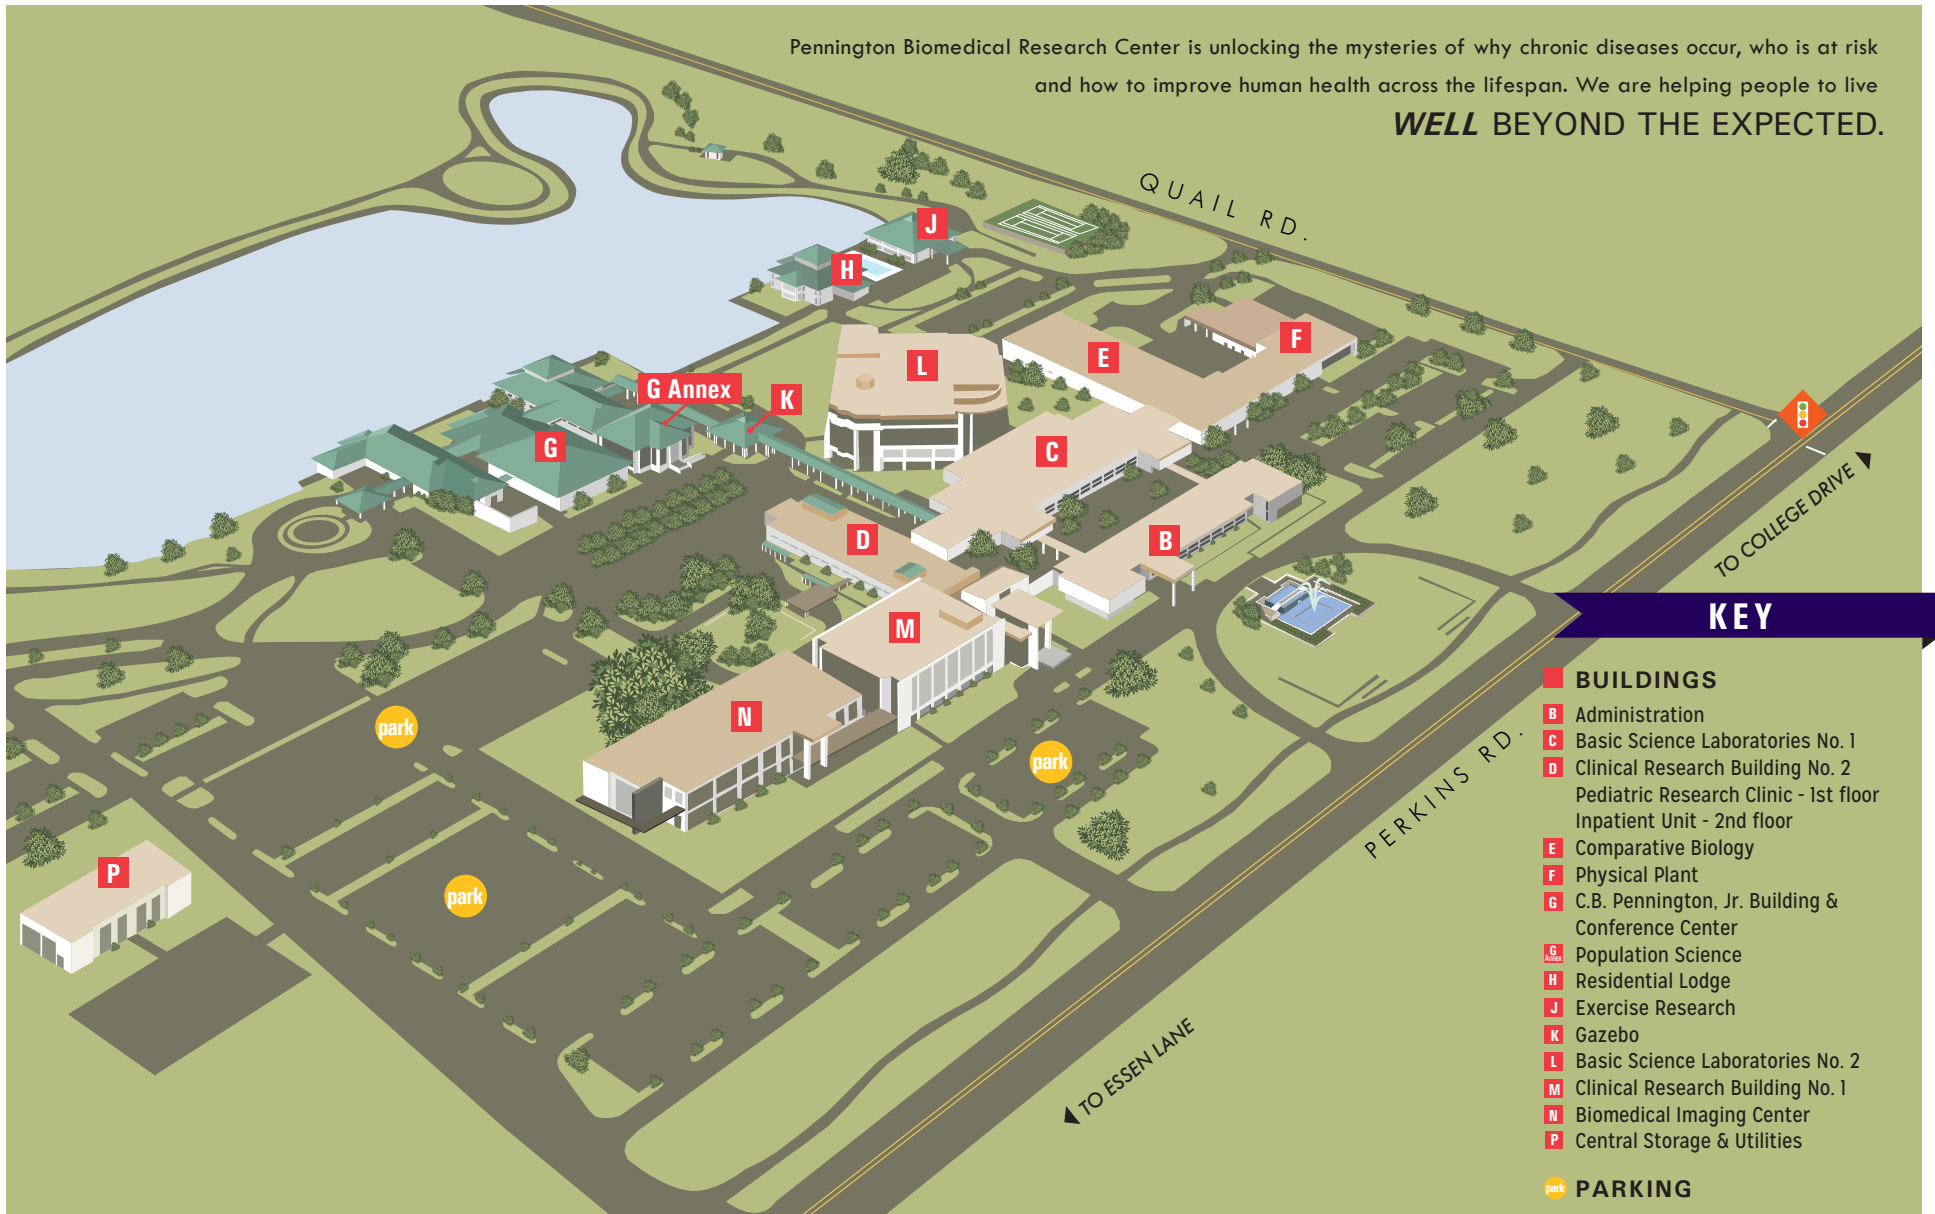 Pennington Biomedical Research Center is unlocking the mysteries of why chronic diseases occur, who is at risk
and how to improve human health across the lifespan. We are helping people to live
WELL BEYOND THE EXPECTED.
QUAIL RD.
J
H
F
E
L
G Annex
K
G
C
D
B
M
N
P
park
park
park
TO COLLEGE DRIVE
PERKINS RD.
TO ESSEN LANE
KEY
BUILDINGS
B Administration
C Basic Science Laboratories No. 1
D Clinical Research Building No. 2
Pediatric Research Clinic - 1st floor
Inpatient Unit - 2nd floor
E Comparative Biology
F Physical Plant
G C.B. Pennington, Jr. Building &
Conference Center
G Annex Population Science
H Residential Lodge
J Exercise Research
K Gazebo
L Basic Science Laboratories No. 2
M Clinical Research Building No. 1
N Biomedical Imaging Center
P Central Storage & Utilities
park PARKING